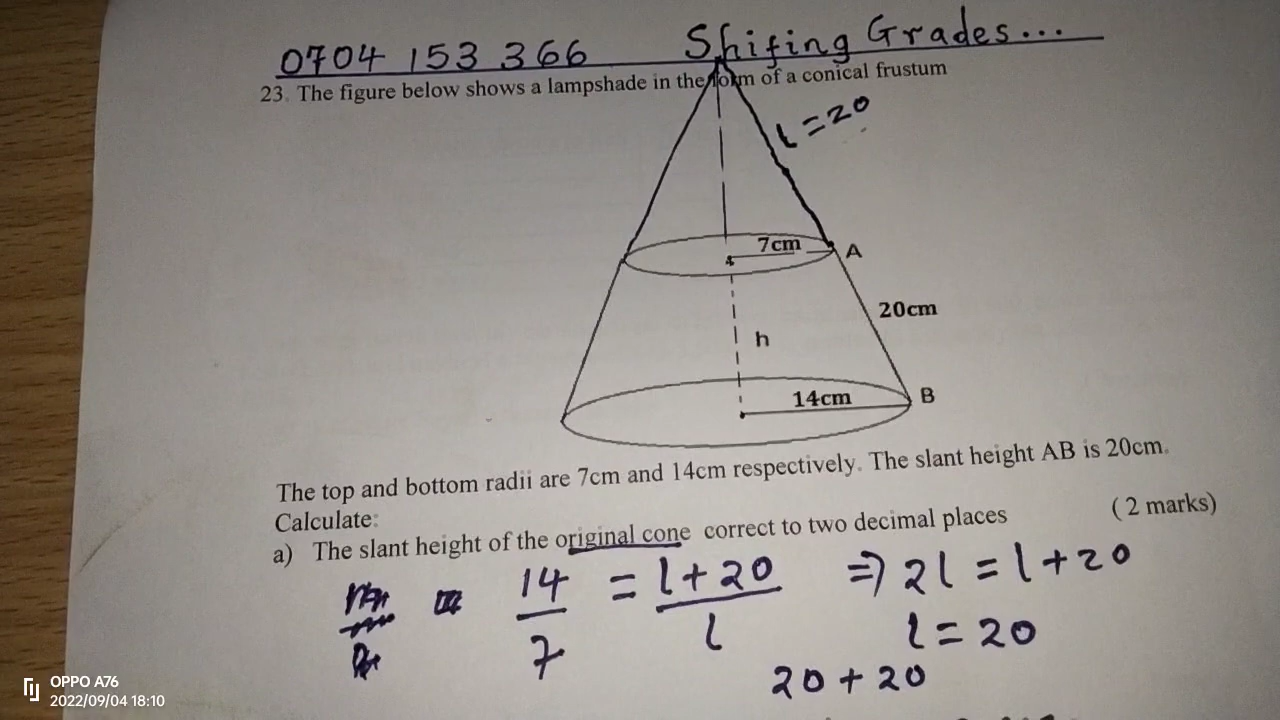 0704 153 366 Shifing Grades...
23. The figure below shows a lampshade in the form of a conical frustum
l = 20
7cm
A
20cm
h
14cm
B
The top and bottom radii are 7cm and 14cm respectively. The slant height AB is 20cm.
Calculate:
a) The slant height of the original cone correct to two decimal places ( 2 marks)
14/7 = l + 20/l ⇒ 2l = l + 20
l = 20
20 + 20
OPPO A76
2022/09/04 18:10